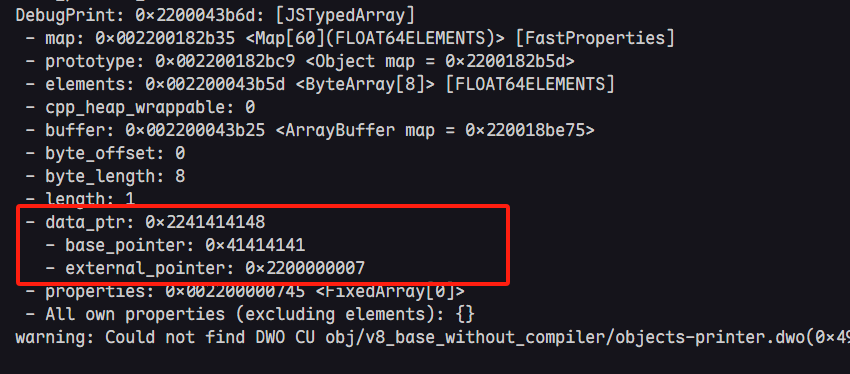 DebugPrint: 0x2200043b6d: [JSTypedArray]
- map: 0x002200182b35 <Map[60](FLOAT64ELEMENTS)> [FastProperties]
- prototype: 0x002200182bc9 <Object map = 0x2200182b5d>
- elements: 0x002200043b5d <ByteArray[8]> [FLOAT64ELEMENTS]
- cpp_heap_wrappable: 0
- buffer: 0x002200043b25 <ArrayBuffer map = 0x220018be75>
- byte_offset: 0
- byte_length: 8
- length: 1
- data_ptr: 0x2241414148
- base_pointer: 0x41414141
- external_pointer: 0x2200000007
- properties: 0x002200000745 <FixedArray[0]>
- All own properties (excluding elements): {}
warning: Could not find DWO CU obj/v8_base_without_compiler/objects-printer.dwo(0x49